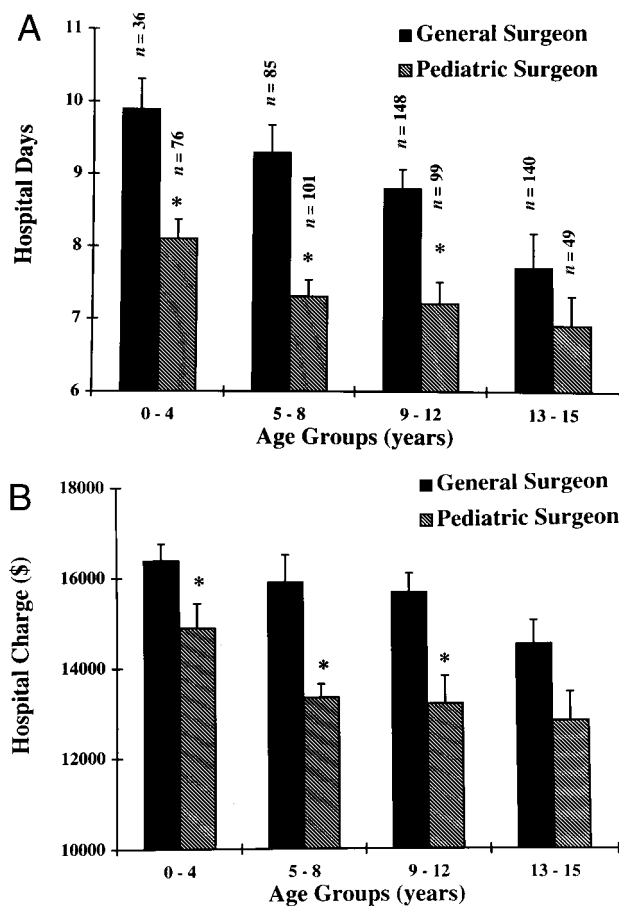 A
General Surgeon
Pediatric Surgeon
Hospital Days
11
10
9
8
7
6
n = 36
n = 76
*
n = 85
n = 101
*
n = 148
n = 99
*
n = 140
n = 49
0 - 4
5 - 8
9 - 12
13 - 15
Age Groups (years)
B
General Surgeon
Pediatric Surgeon
Hospital Charge ($)
18000
16000
14000
12000
10000
*
*
*
0 - 4
5 - 8
9 - 12
13 - 15
Age Groups (years)